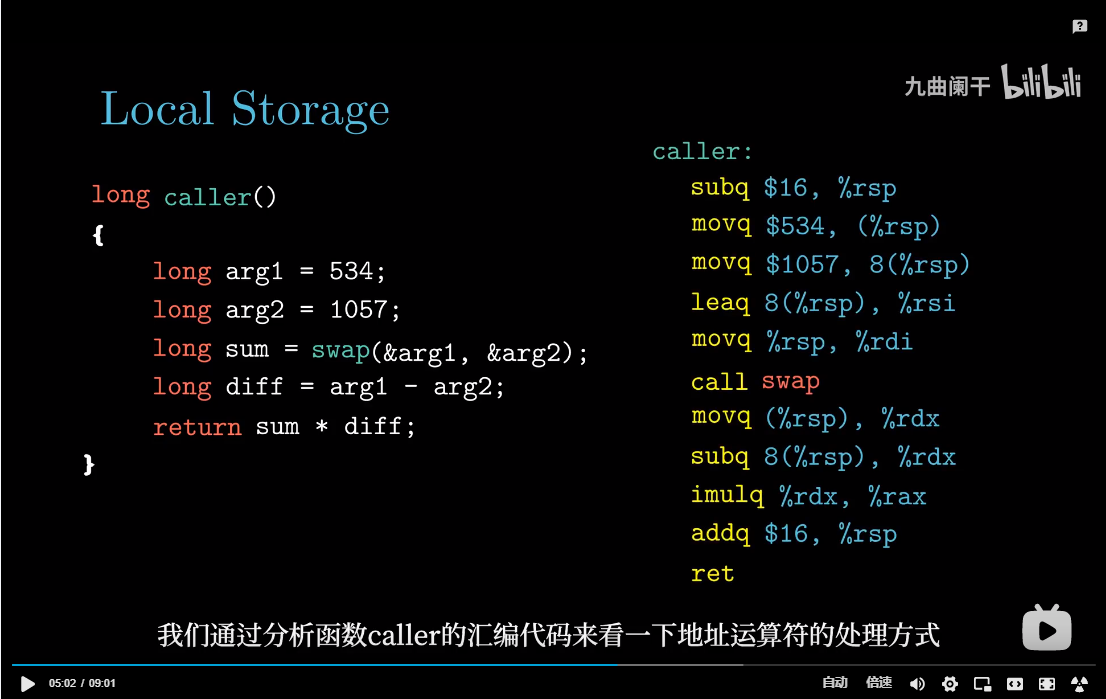 九曲阑干 bilibili
Local Storage
long caller()
{
long arg1 = 534;
long arg2 = 1057;
long sum = swap(&arg1, &arg2);
long diff = arg1 - arg2;
return sum * diff;
}
caller:
subq $16, %rsp
movq $534, (%rsp)
movq $1057, 8(%rsp)
leaq 8(%rsp), %rsi
movq %rsp, %rdi
call swap
movq (%rsp), %rdx
subq 8(%rsp), %rdx
imulq %rdx, %rax
addq $16, %rsp
ret
我们通过分析函数caller的汇编代码来看一下地址运算符的处理方式
05:02 / 09:01 自动 倍速